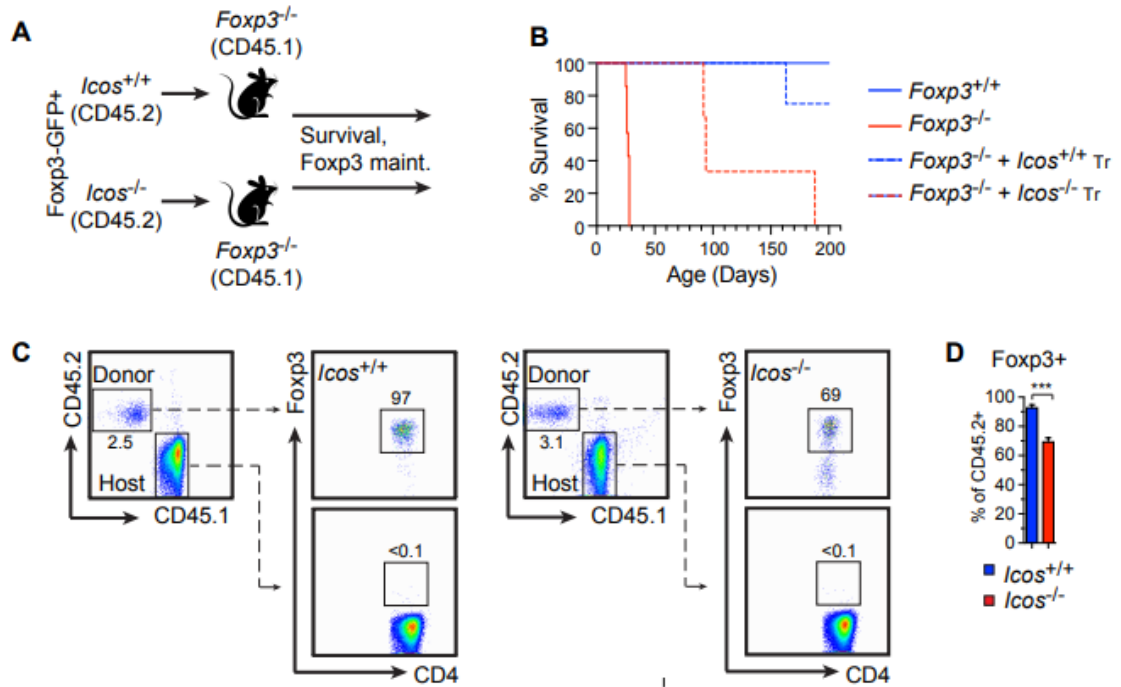 A
Foxp3-GFP+
Foxp3-/-
(CD45.1)
Icos+/+
(CD45.2)
Icos-/-
(CD45.2)
Foxp3-/-
(CD45.1)
Survival,
Foxp3 maint.
B
% Survival
100
80
60
40
20
0
0 50 100 150 200
Age (Days)
Foxp3+/+
Foxp3-/-
Foxp3-/- + Icos+/+ Tr
Foxp3-/- + Icos-/- Tr
C
CD45.2
Donor
2.5
Host
CD45.1
Foxp3
Icos+/+
97
<0.1
CD4
CD45.2
Donor
3.1
Host
CD45.1
Foxp3
Icos-/-
69
<0.1
CD4
D
Foxp3+
***
% of CD45.2+
100
80
60
40
20
0
Icos+/+
Icos-/-